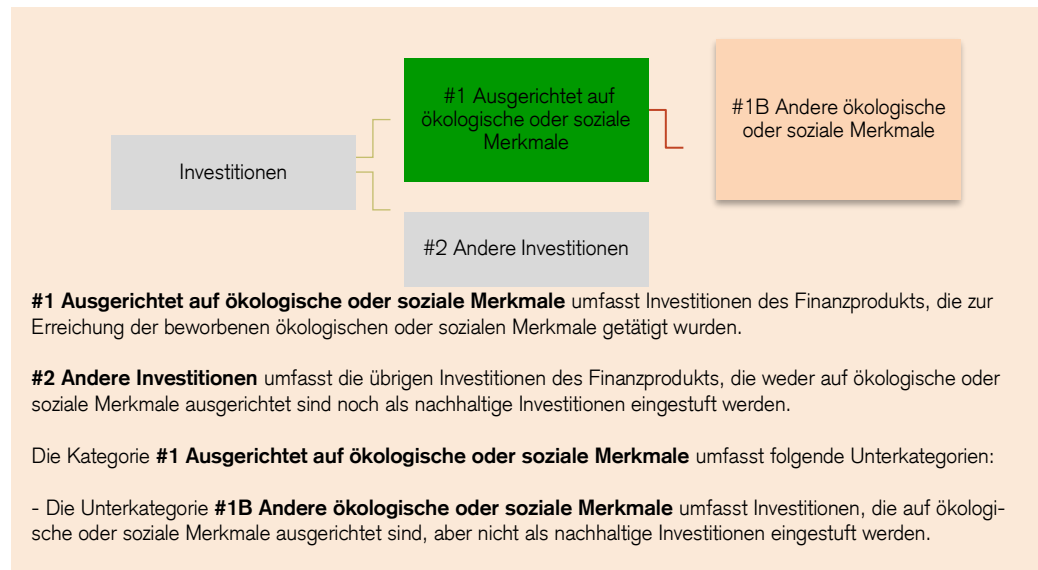 #1 Ausgerichtet auf
ökologische oder soziale
Merkmale
#1B Andere ökologische
oder soziale Merkmale
Investitionen
#2 Andere Investitionen
#1 Ausgerichtet auf ökologische oder soziale Merkmale umfasst Investitionen des Finanzprodukts, die zur
Erreichung der beworbenen ökologischen oder sozialen Merkmale getätigt wurden.
#2 Andere Investitionen umfasst die übrigen Investitionen des Finanzprodukts, die weder auf ökologische oder
soziale Merkmale ausgerichtet sind noch als nachhaltige Investitionen eingestuft werden.
Die Kategorie #1 Ausgerichtet auf ökologische oder soziale Merkmale umfasst folgende Unterkategorien:
- Die Unterkategorie #1B Andere ökologische oder soziale Merkmale umfasst Investitionen, die auf ökologi-
sche oder soziale Merkmale ausgerichtet sind, aber nicht als nachhaltige Investitionen eingestuft werden.